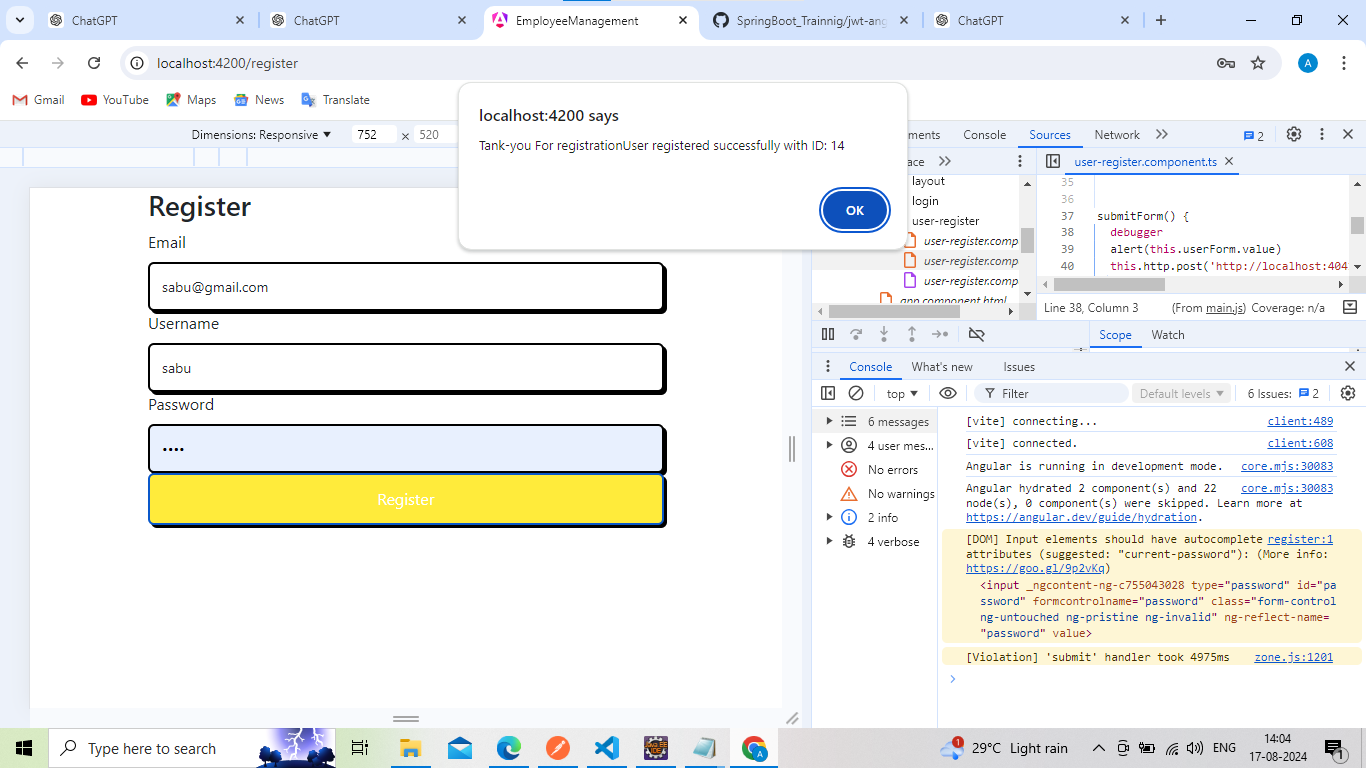 ChatGPT
ChatGPT
EmployeeManagement
SpringBoot_Trainnig/jwt-ang
ChatGPT
localhost:4200/register
A
Gmail
YouTube
Maps
News
Translate
localhost:4200 says
Tank-you For registrationUser registered successfully with ID: 14
OK
Dimensions: Responsive
752
×
520
ments
Console
Sources
Network
2
ace
user-register.component.ts
layout
login
user-register
user-register.comp
user-register.comp
user-register.comp
app.component.html
35
36
37 submitForm() {
38 debugger
39 alert(this.userForm.value)
40 this.http.post('http://localhost:404
Line 38, Column 3
(From main.js)
Coverage: n/a
Scope
Watch
Console
What's new
Issues
top
Filter
Default levels
6 Issues:
2
6 messages
4 user mes...
No errors
No warnings
2 info
4 verbose
[vite] connecting... client:489
[vite] connected. client:608
Angular is running in development mode. core.mjs:30083
Angular hydrated 2 component(s) and 22 core.mjs:30083
node(s), 0 component(s) were skipped. Learn more at
https://angular.dev/guide/hydration.
[DOM] Input elements should have autocomplete register:1
attributes (suggested: "current-password"): (More info:
https://goo.gl/9p2vKq)
<input _ngcontent-ng-c755043028 type="password" id="pa
ssword" formcontrolname="password" class="form-control
ng-untouched ng-pristine ng-invalid" ng-reflect-name=
"password" value>
[Violation] 'submit' handler took 4975ms zone.js:1201
Register
Email
sabu@gmail.com
Username
sabu
Password
Register
Type here to search
29°C Light rain
ENG
14:04
17-08-2024